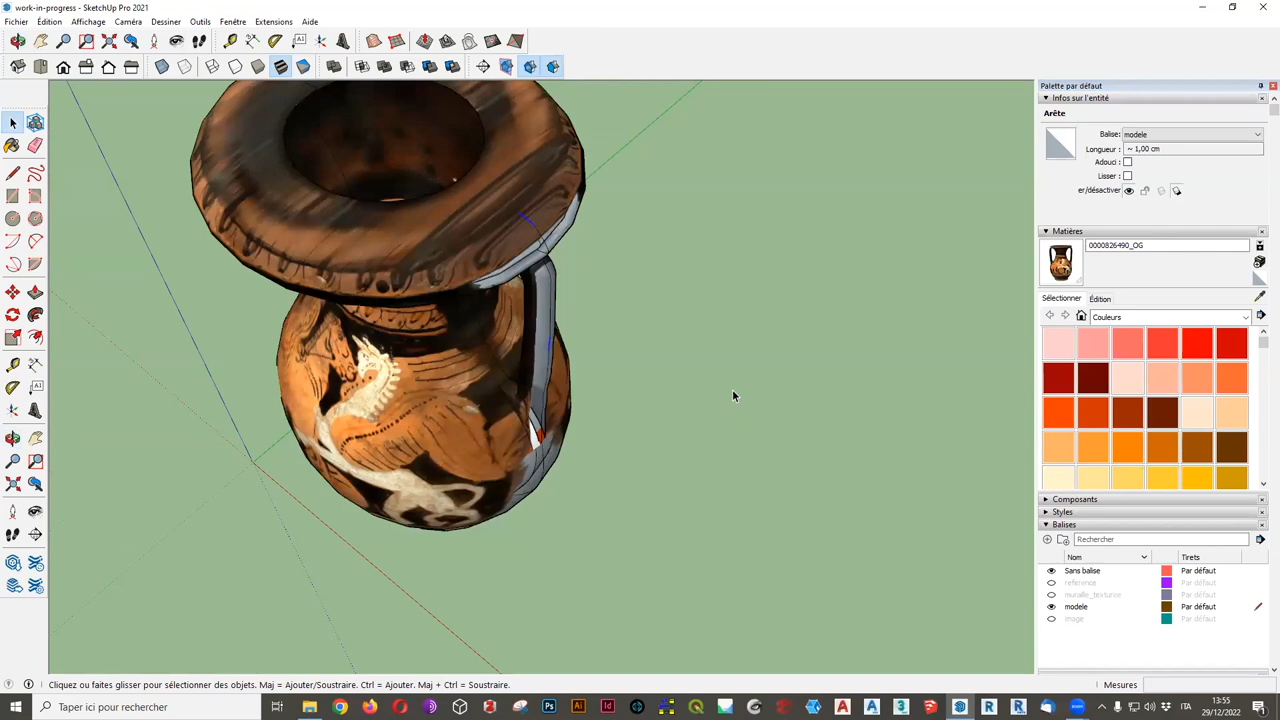 work-in-progress - SketchUp Pro 2021
Fichier Édition Affichage Caméra Dessiner Outils Fenêtre Extensions Aide
Palette par défaut
Infos sur l'entité
Arête
Balise: modele
Longueur : ~ 1,00 cm
Adouci :
Lisser :
er/désactiver
Matières
0000826490_OG
Sélectionner Édition
Couleurs
Composants
Styles
Balises
Rechercher
Nom Tirets
Sans balise Par défaut
reference Par défaut
muraille_texturee Par défaut
modele Par défaut
image Par défaut
Cliquez ou faites glisser pour sélectionner des objets. Maj = Ajouter/Soustraire. Ctrl = Ajouter. Maj + Ctrl = Soustraire.
Mesures
Taper ici pour rechercher
ITA
13:55
29/12/2022